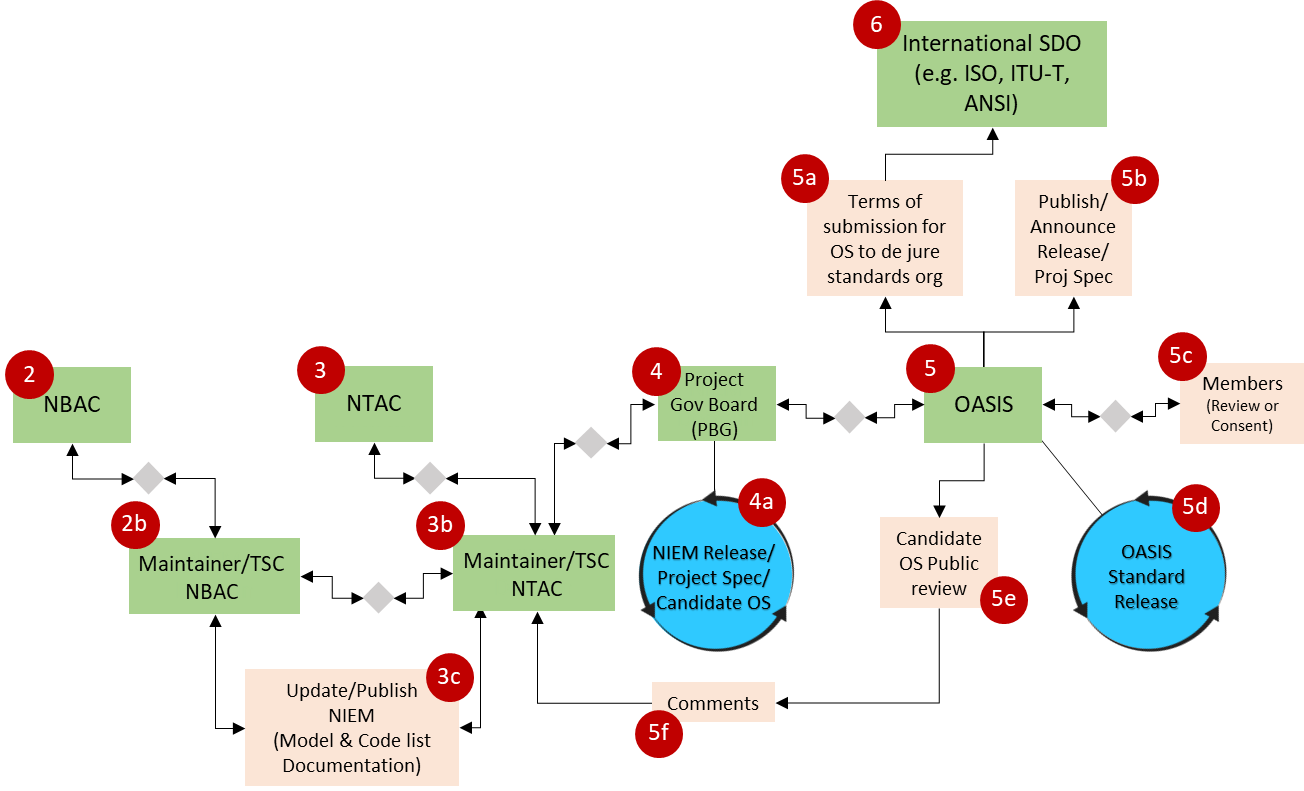 6
International SDO
(e.g. ISO, ITU-T,
ANSI)
5a
Terms of
submission for
OS to de jure
standards org
5b
Publish/
Announce
Release/
Proj Spec
2
NBAC
3
NTAC
4
Project
Gov Board
(PBG)
5
OASIS
5c
Members
(Review or
Consent)
2b
Maintainer/TSC
NBAC
3b
Maintainer/TSC
NTAC
4a
NIEM Release/
Project Spec/
Candidate OS
Candidate
OS Public
review
5e
5d
OASIS
Standard
Release
3c
Update/Publish
NIEM
(Model & Code list
Documentation)
Comments
5f